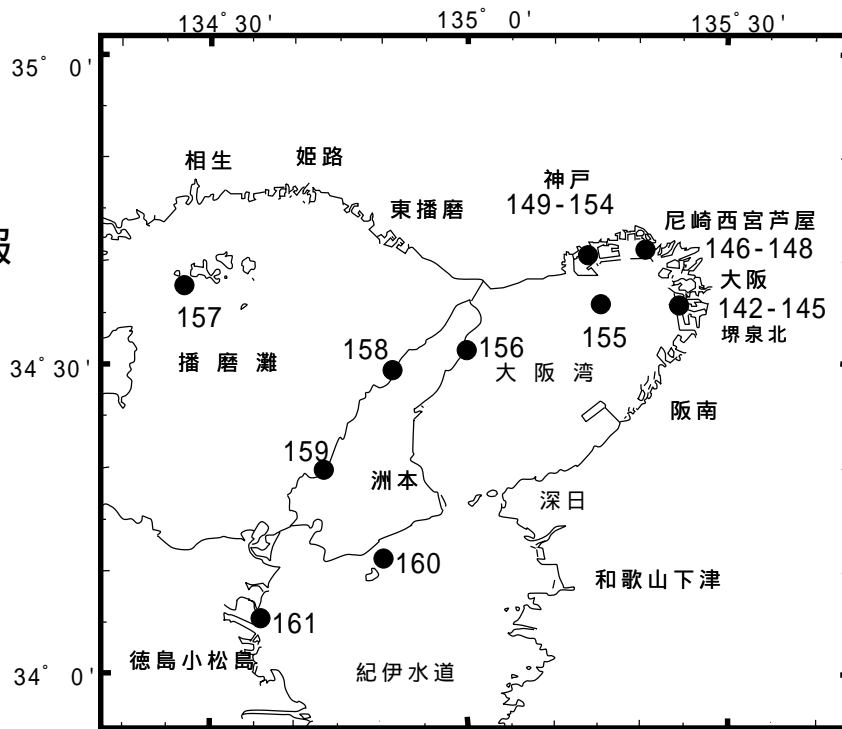 134° 30'
135° 0'
135° 30'
35° 0'
相生
姫路
東播磨
神戸
149-154
尼崎西宮芦屋
146-148
大阪
142-145
堺泉北
報
157
155
158
156
34° 30'
播磨灘
大阪湾
阪南
159
洲本
深日
160
和歌山下津
161
徳島小松島
紀伊水道
34° 0'